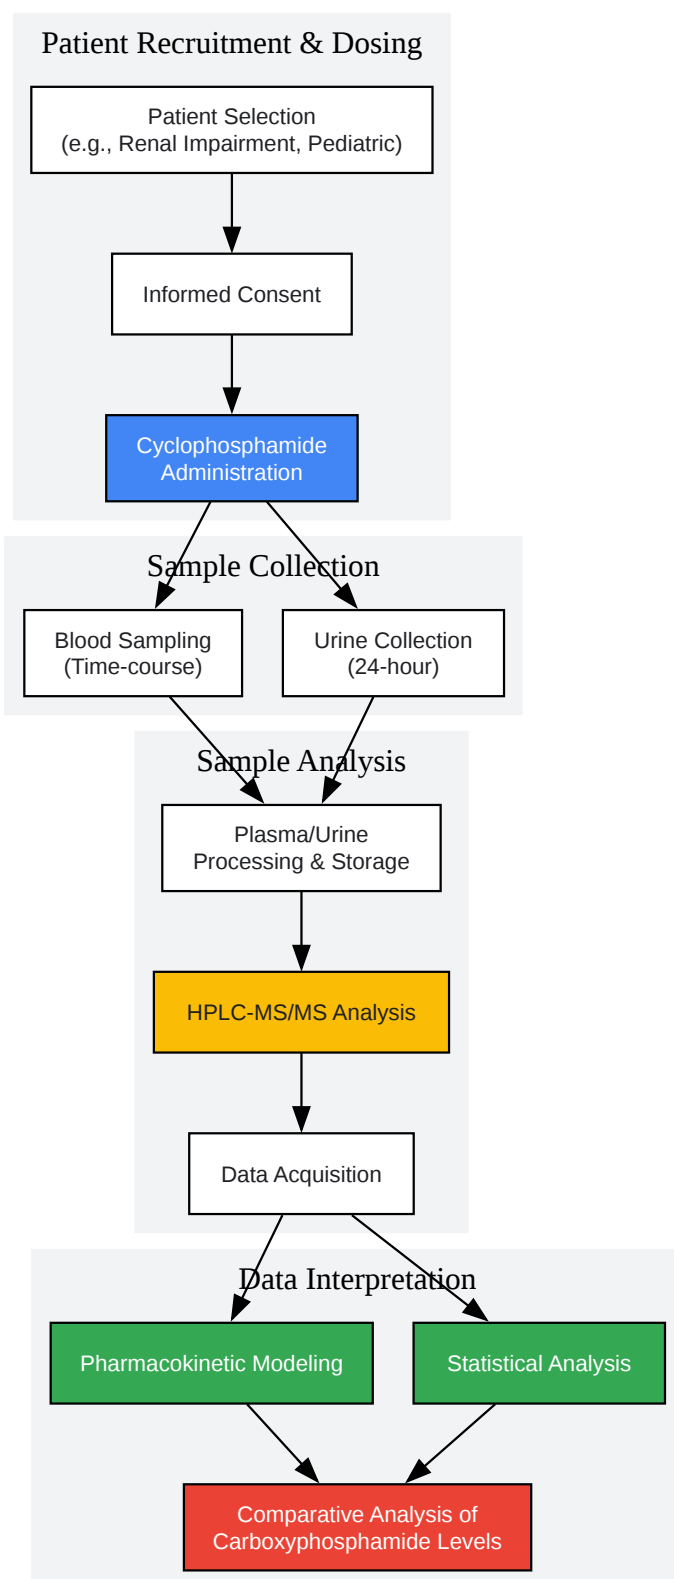 Patient Recruitment & Dosing
Patient Selection
(e.g., Renal Impairment, Pediatric)
Informed Consent
Cyclophosphamide
Administration
Sample Collection
Blood Sampling
(Time-course)
Urine Collection
(24-hour)
Sample Analysis
Plasma/Urine
Processing & Storage
HPLC-MS/MS Analysis
Data Acquisition
Data Interpretation
Pharmacokinetic Modeling
Statistical Analysis
Comparative Analysis of
Carboxyphosphamide Levels